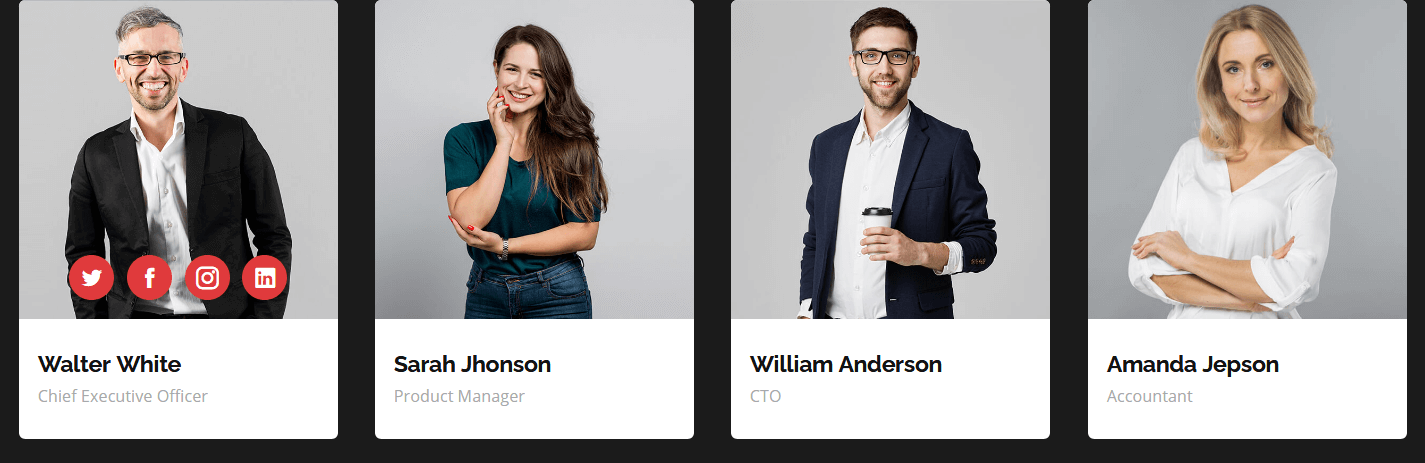 Walter White
Chief Executive Officer
Sarah Jhonson
Product Manager
William Anderson
CTO
Amanda Jepson
Accountant